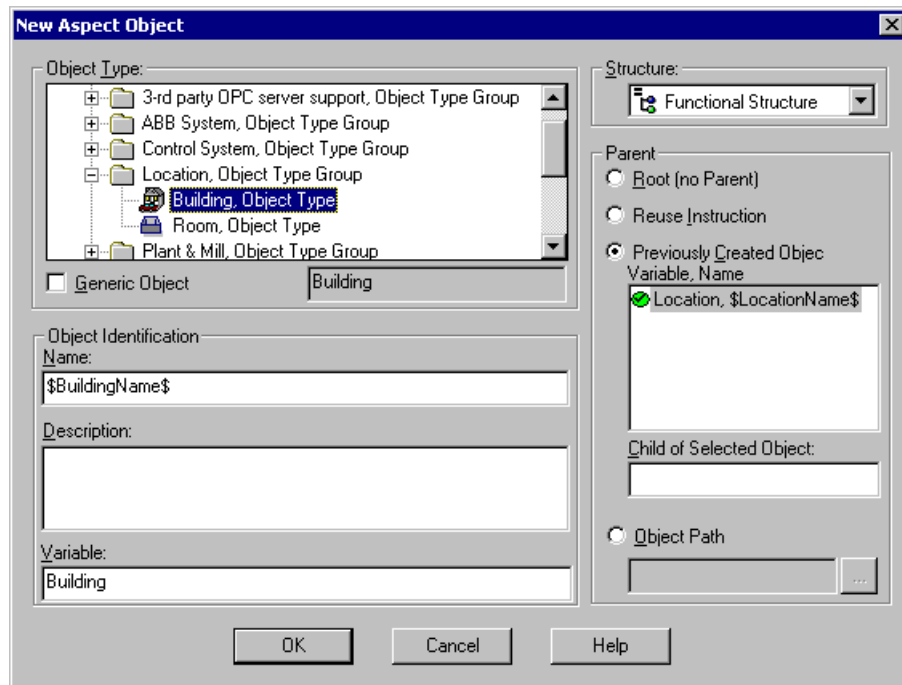 New Aspect Object
Object Type:
3-rd party OPC server support, Object Type Group
ABB System, Object Type Group
Control System, Object Type Group
Location, Object Type Group
Building, Object Type
Room, Object Type
Plant & Mill, Object Type Group
Generic Object
Building
Object Identification
Name:
$BuildingName$
Description:
Variable:
Building
Structure:
Functional Structure
Parent
Root (no Parent)
Reuse Instruction
Previously Created Objec
Variable, Name
Location, $LocationName$
Child of Selected Object:
Object Path
...
OK
Cancel
Help